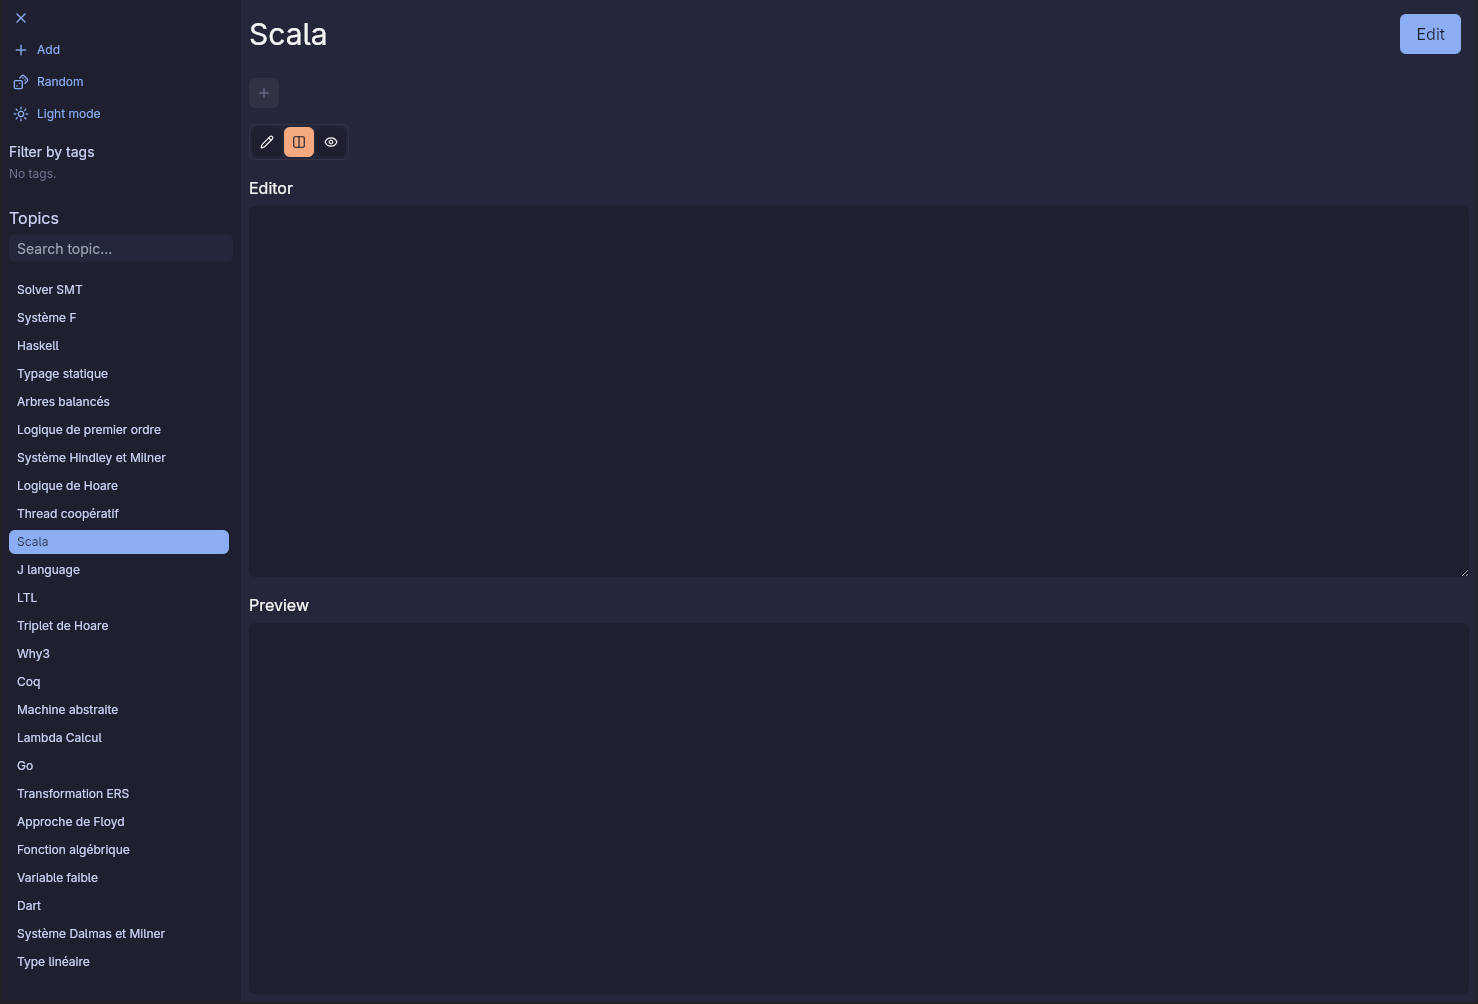 Add
Random
Light mode
Filter by tags
No tags.
Topics
Search topic...
Solver SMT
Système F
Haskell
Typage statique
Arbres balancés
Logique de premier ordre
Système Hindley et Milner
Logique de Hoare
Thread coopératif
Scala
J language
LTL
Triplet de Hoare
Why3
Coq
Machine abstraite
Lambda Calcul
Go
Transformation ERS
Approche de Floyd
Fonction algébrique
Variable faible
Dart
Système Dalmas et Milner
Type linéaire
Scala
Edit
Editor
Preview